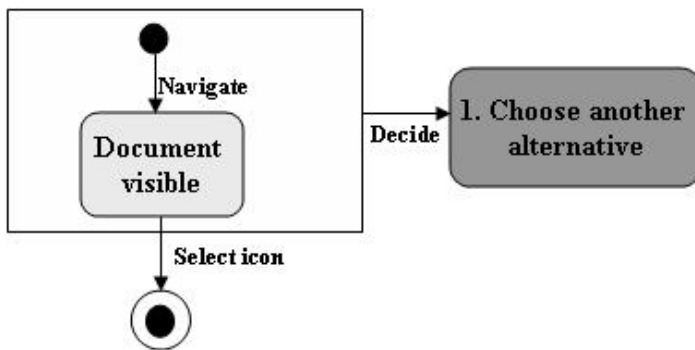 Navigate
Document
visible
Select icon
Decide
1. Choose another
alternative